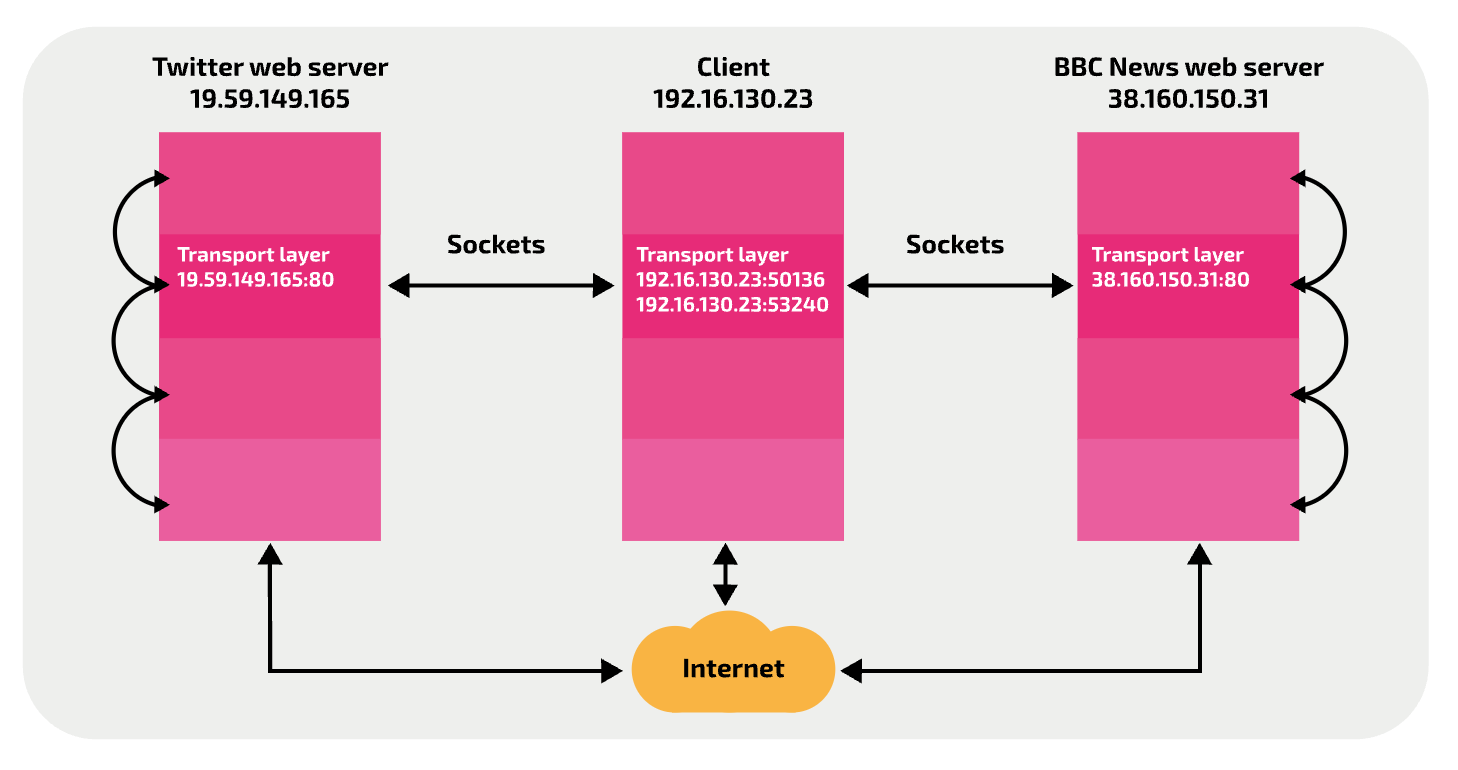 Twitter web server
19.59.149.165
Client
192.16.130.23
BBC News web server
38.160.150.31
Transport layer
19.59.149.165:80
Sockets
Transport layer
192.16.130.23:50136
192.16.130.23:53240
Sockets
Transport layer
38.160.150.31:80
Internet